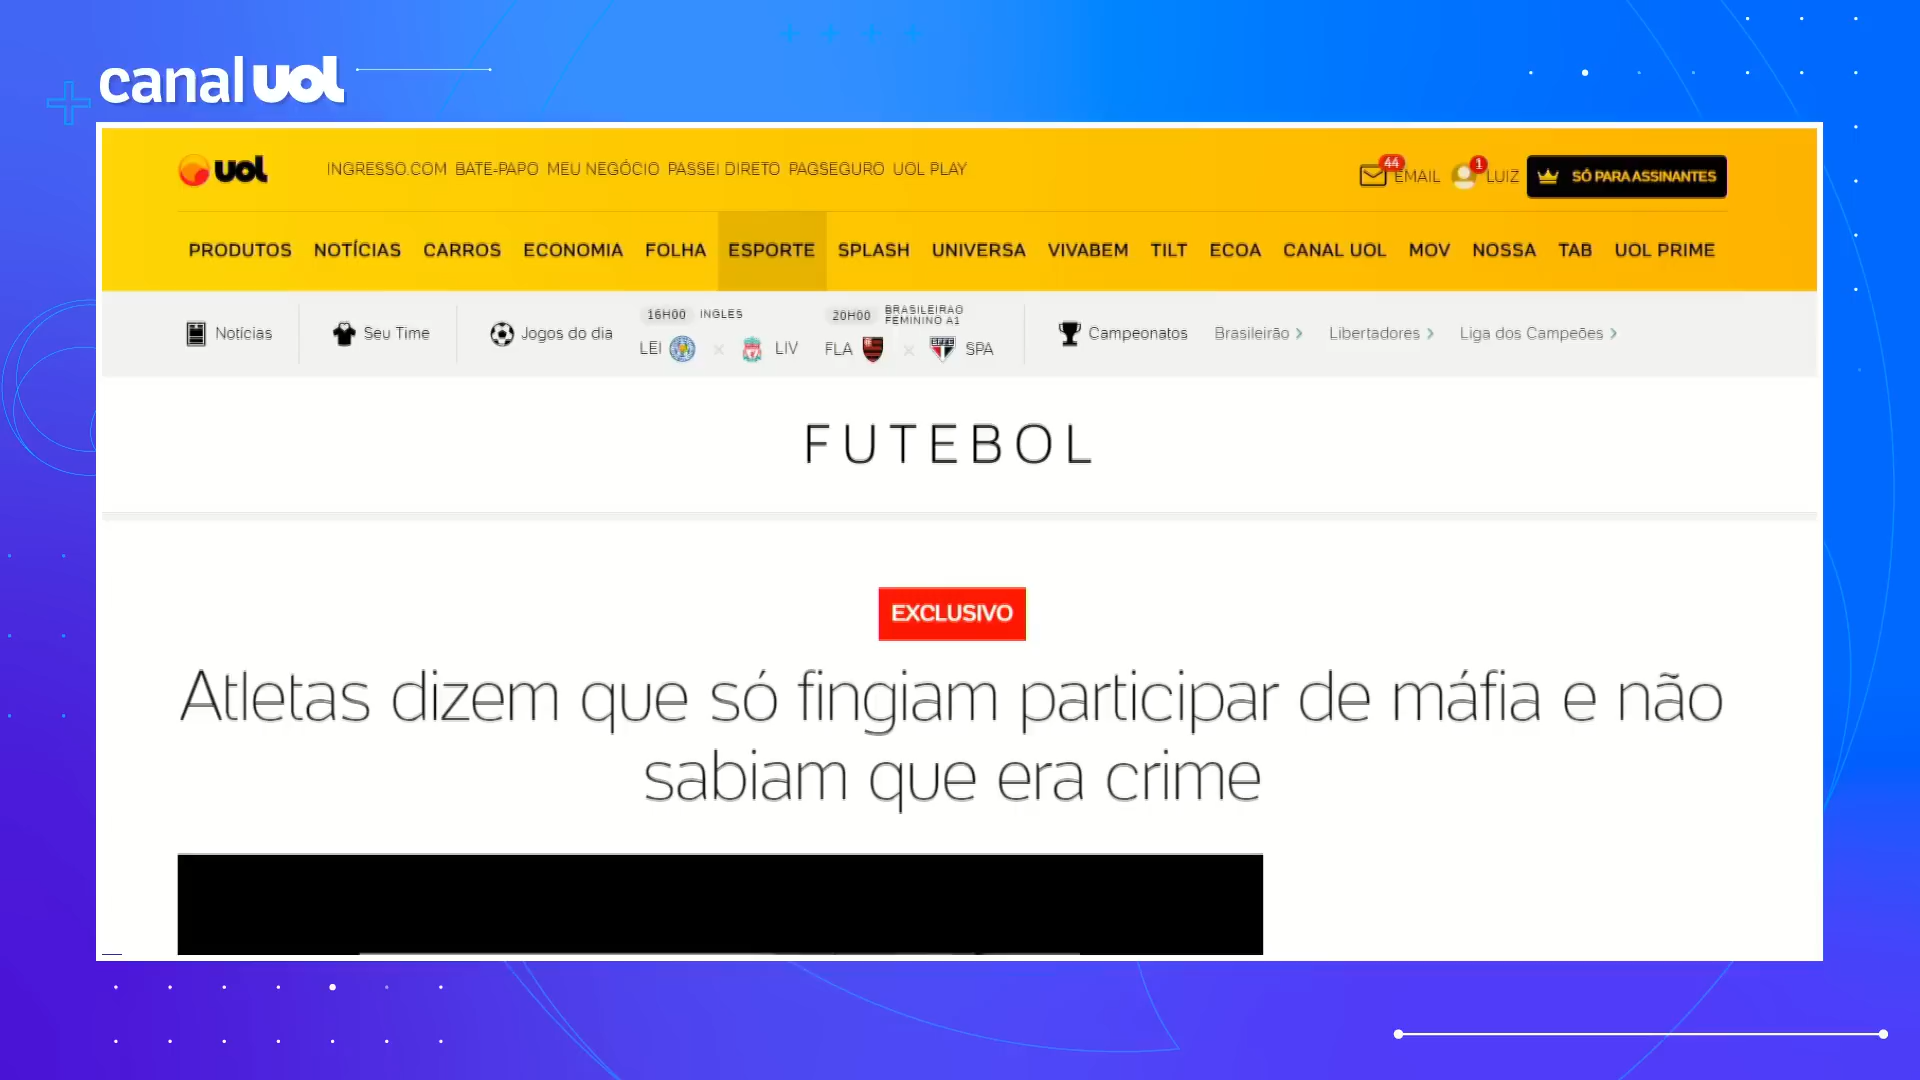 canal uol
uol
INGRESSO.COM BATE-PAPO MEU NEGÓCIO PASSEI DIRETO PAGSEGURO UOL PLAY
44 EMAIL 1 LUIZ SÓ PARA ASSINANTES
PRODUTOS NOTÍCIAS CARROS ECONOMIA FOLHA ESPORTE SPLASH UNIVERSA VIVABEM TILT ECOA CANAL UOL MOV NOSSA TAB UOL PRIME
Notícias
Seu Time
Jogos do dia
16H00 INGLES
LEI × LIV
20H00 BRASILEIRAO
FEMININO A1
FLA × SPFC SPA
Campeonatos Brasileirão > Libertadores > Liga dos Campeões >
FUTEBOL
EXCLUSIVO
Atletas dizem que só fingiam participar de máfia e não
sabiam que era crime